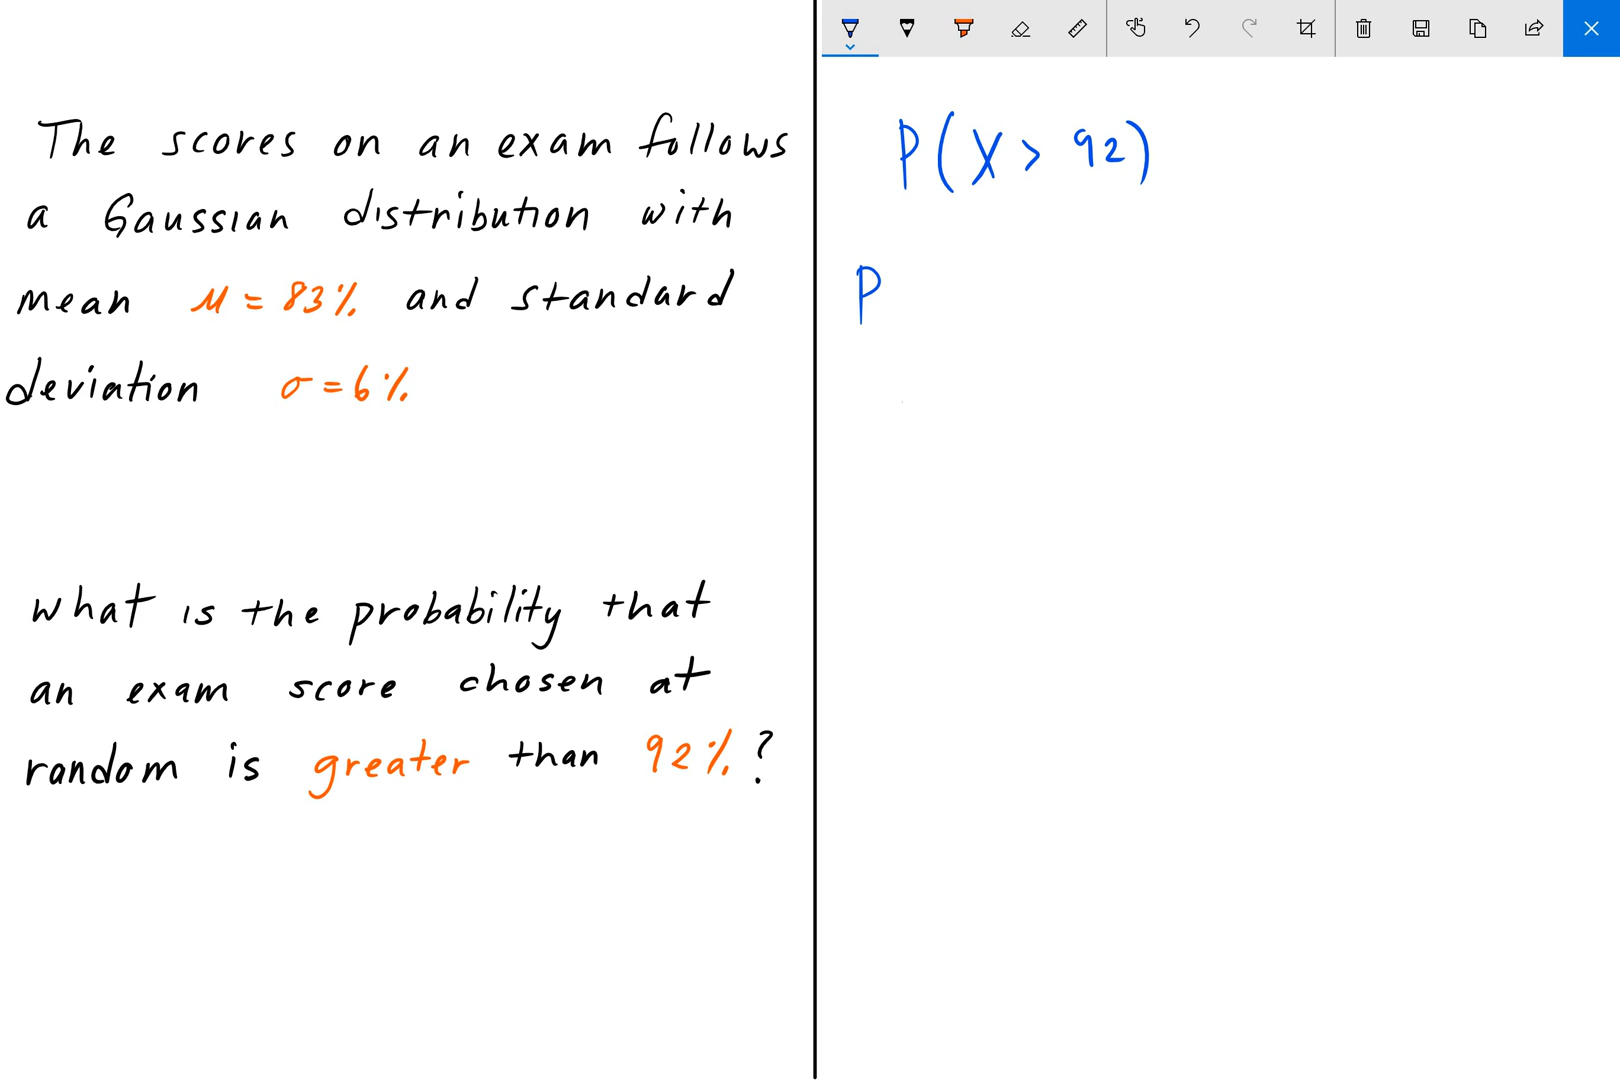 The scores on an exam follows
a Gaussian distribution with
mean μ = 83% and standard
deviation σ = 6%
what is the probability that
an exam score chosen at
random is greater than 92%?
P(X > 92)
P